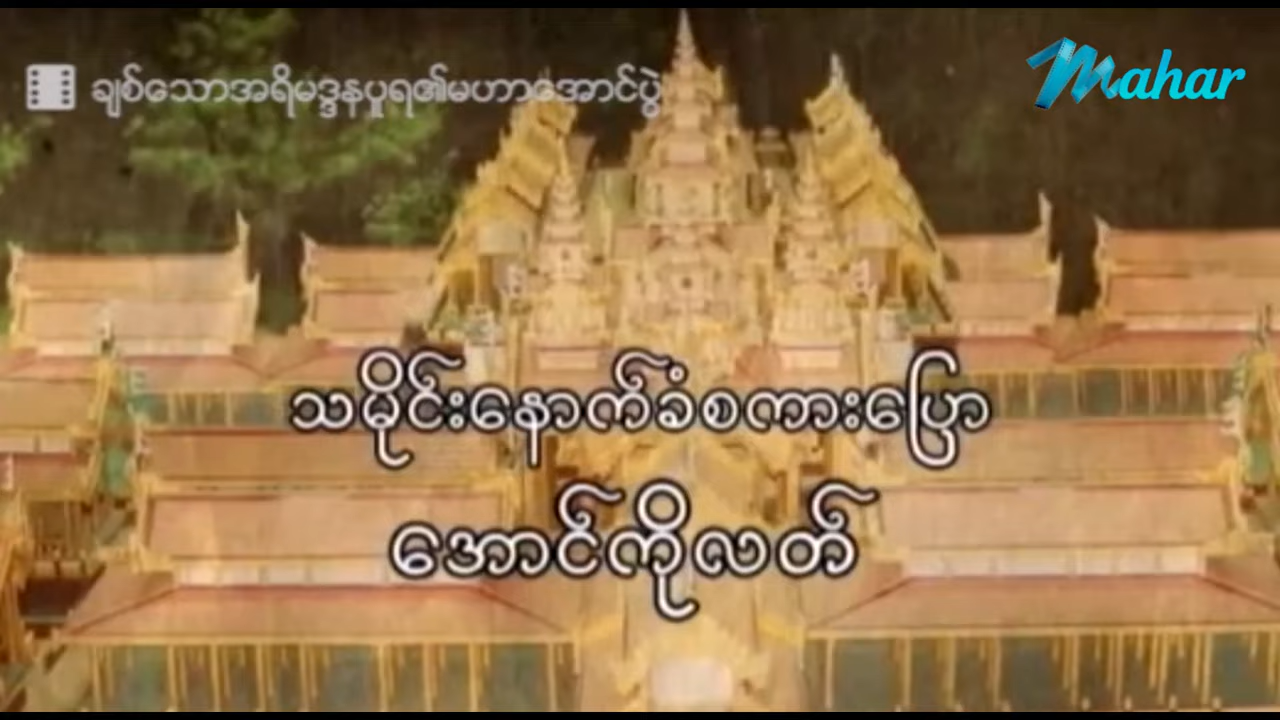 ချစ်သောအရိမဒ္ဒနပူရ၏မဟာအောင်ပွဲ
Mahar
သမိုင်းနောက်ခံစကားပြော
အောင်ကိုလတ်